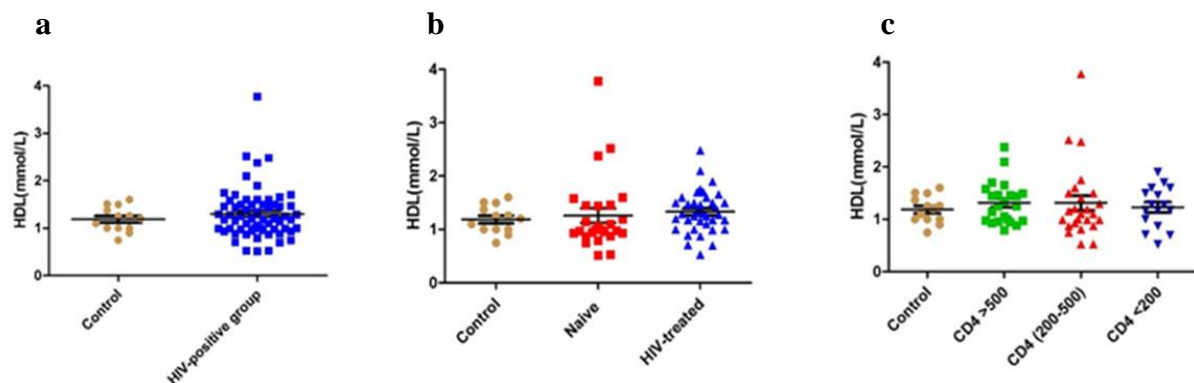 a
b
c
HDL(mmol/L)
4
3
2
1
0
Control
HIV-positive group
HDL(mmol/L)
4
3
2
1
0
Control
Naive
HIV-treated
HDL(mmol/L)
4
3
2
1
0
Control
CD4 >500
CD4 (200-500)
CD4 <200